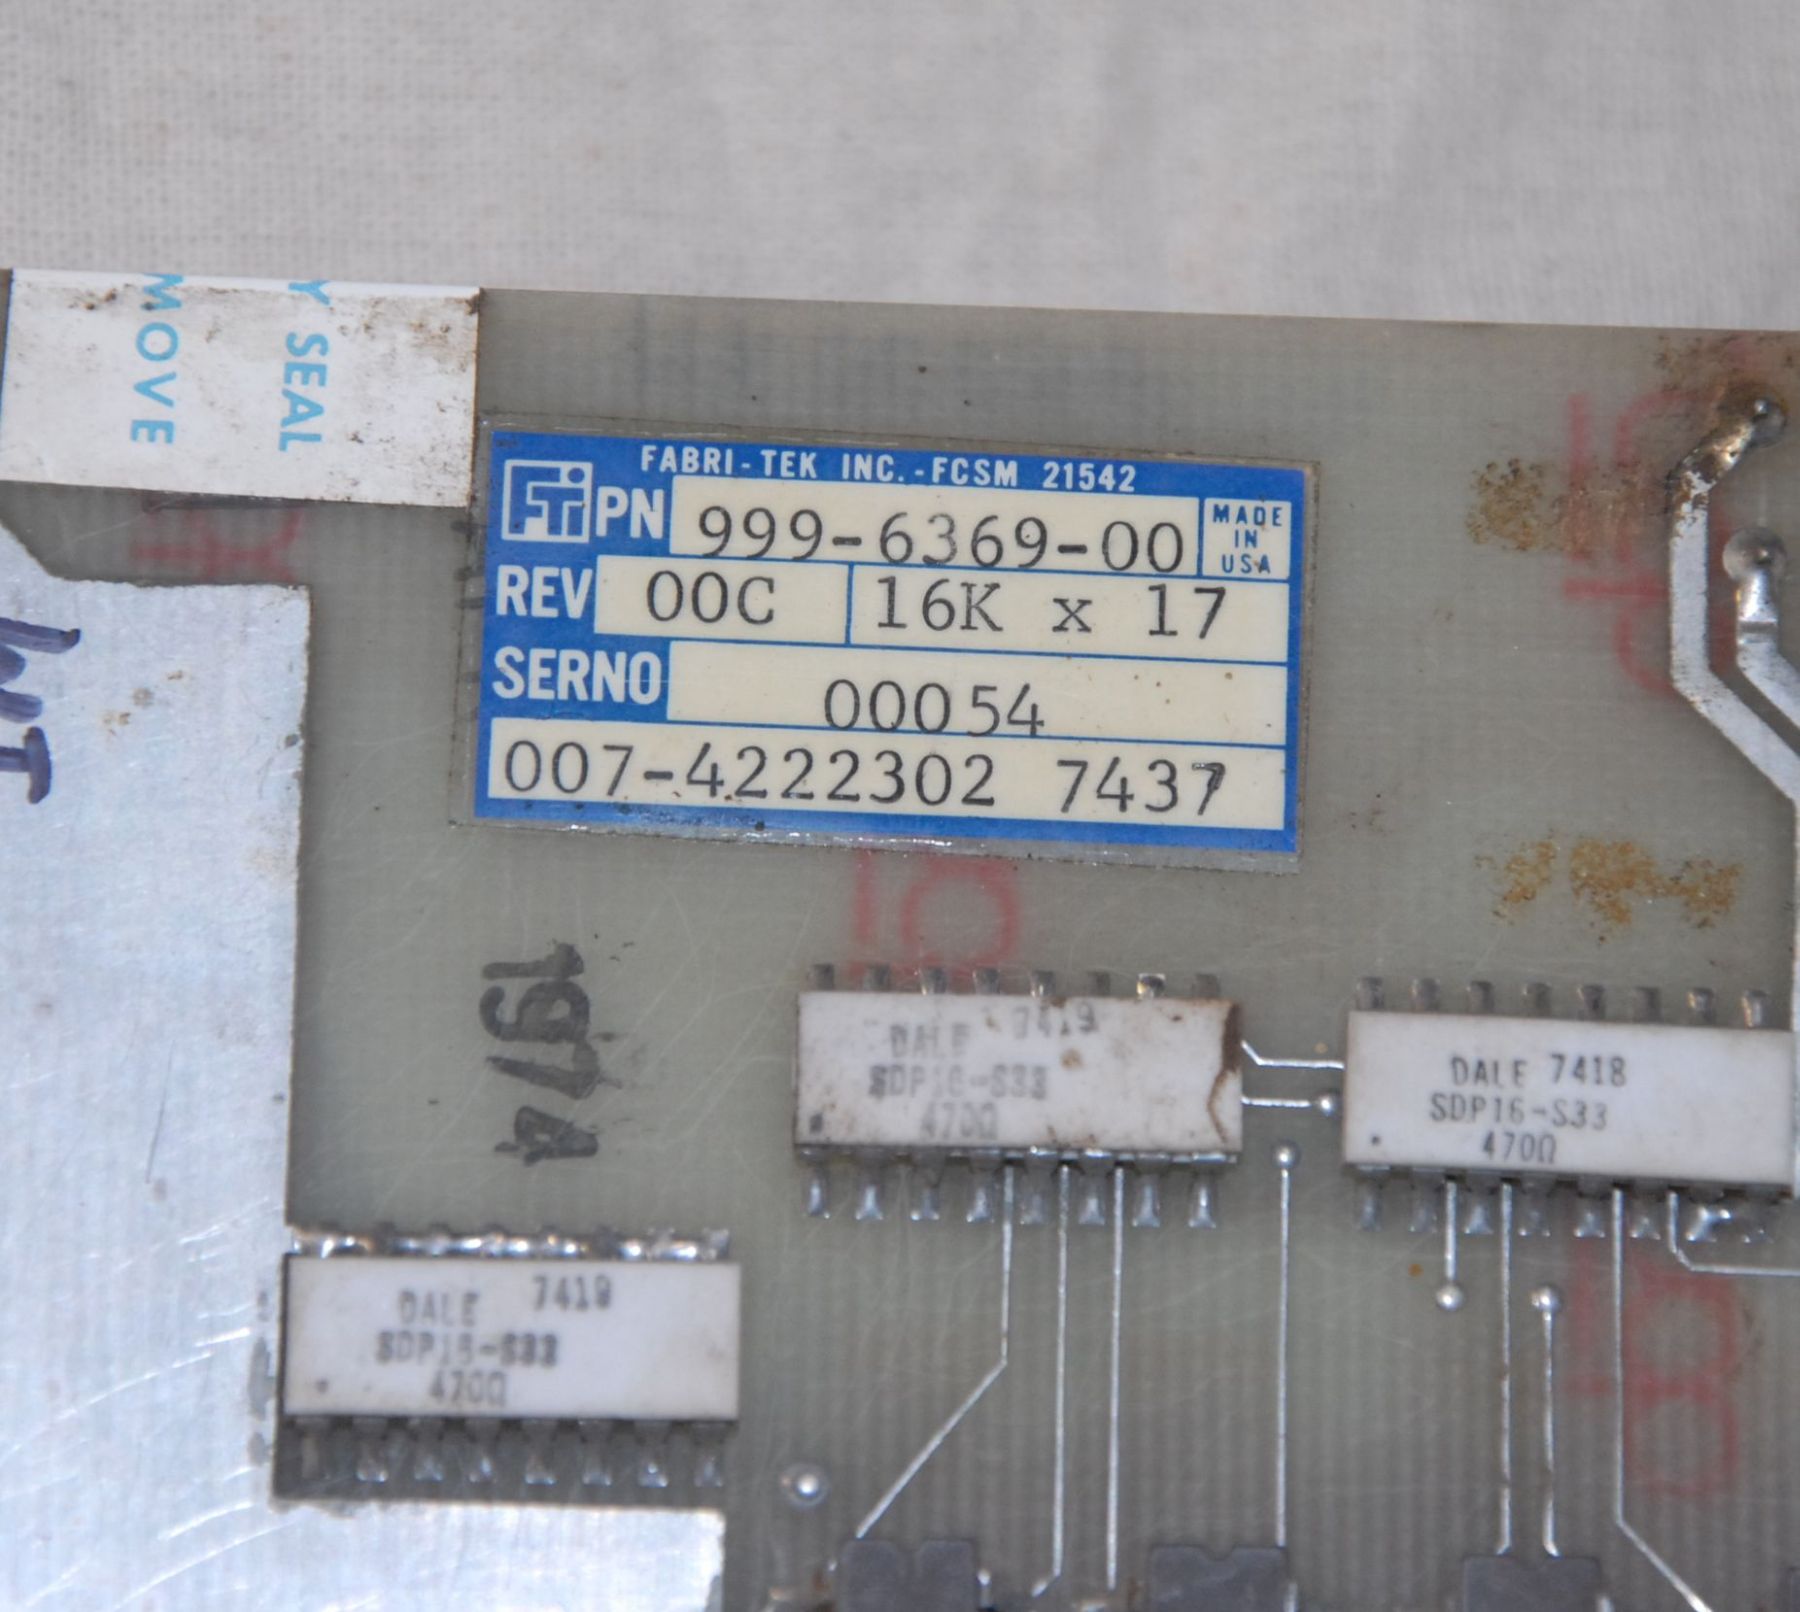 MOVE
Y SEAL
FABRI-TEK INC.-FCSM 21542
FTi PN 999-6369-00 MADE IN USA
REV 00C 16K x 17
SERNO 00054
007-4222302 7437
1974
DALE 7419
SDP16-S33
470Ω
DALE 7418
SDP16-S33
470Ω
DALE 7419
SDP16-S33
470Ω